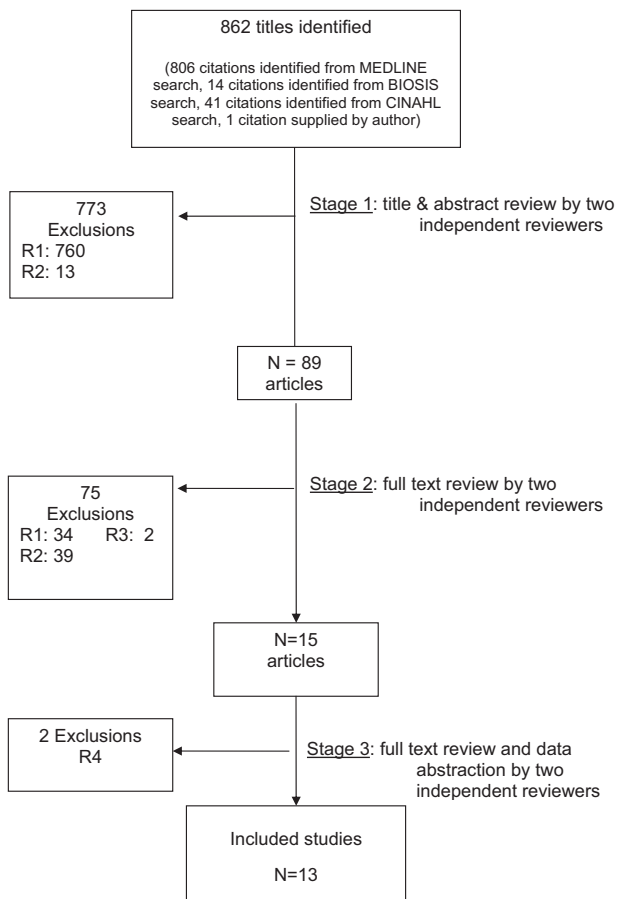 862 titles identified
(806 citations identified from MEDLINE
search, 14 citations identified from BIOSIS
search, 41 citations identified from CINAHL
search, 1 citation supplied by author)
Stage 1: title & abstract review by two
independent reviewers
773
Exclusions
R1: 760
R2: 13
N = 89
articles
Stage 2: full text review by two
independent reviewers
75
Exclusions
R1: 34 R3: 2
R2: 39
N=15
articles
2 Exclusions
R4
Stage 3: full text review and data
abstraction by two
independent reviewers
Included studies
N=13